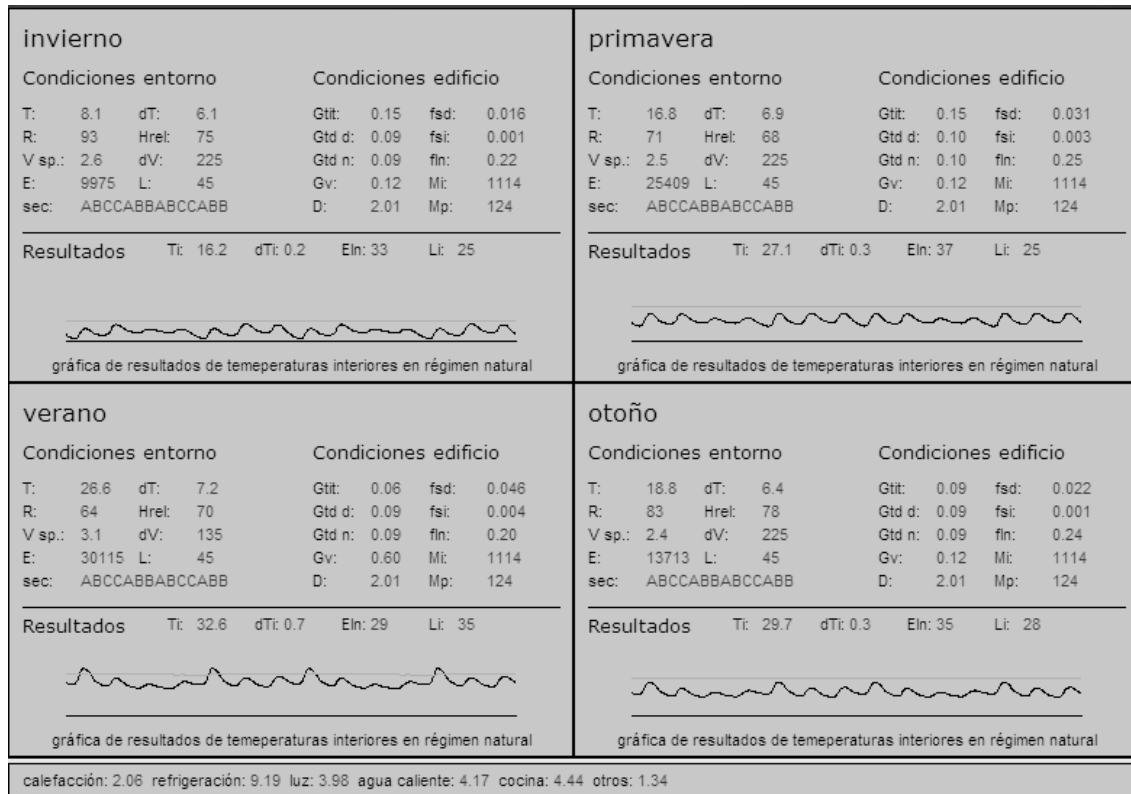 invierno
Condiciones entorno Condiciones edificio
T: 8.1 dT: 6.1 Gtit: 0.15 fsd: 0.016
R: 93 Hrel: 75 Gtd d: 0.09 fsi: 0.001
V sp.: 2.6 dV: 225 Gtd n: 0.09 fln: 0.22
E: 9975 L: 45 Gv: 0.12 Mi: 1114
sec: ABCCABBABCCABB D: 2.01 Mp: 124
Resultados Ti: 16.2 dTi: 0.2 Eln: 33 Li: 25
gráfica de resultados de temeperaturas interiores en régimen natural
primavera
Condiciones entorno Condiciones edificio
T: 16.8 dT: 6.9 Gtit: 0.15 fsd: 0.031
R: 71 Hrel: 68 Gtd d: 0.10 fsi: 0.003
V sp.: 2.5 dV: 225 Gtd n: 0.10 fln: 0.25
E: 25409 L: 45 Gv: 0.12 Mi: 1114
sec: ABCCABBABCCABB D: 2.01 Mp: 124
Resultados Ti: 27.1 dTi: 0.3 Eln: 37 Li: 25
gráfica de resultados de temeperaturas interiores en régimen natural
verano
Condiciones entorno Condiciones edificio
T: 26.6 dT: 7.2 Gtit: 0.06 fsd: 0.046
R: 64 Hrel: 70 Gtd d: 0.09 fsi: 0.004
V sp.: 3.1 dV: 135 Gtd n: 0.09 fln: 0.20
E: 30115 L: 45 Gv: 0.60 Mi: 1114
sec: ABCCABBABCCABB D: 2.01 Mp: 124
Resultados Ti: 32.6 dTi: 0.7 Eln: 29 Li: 35
gráfica de resultados de temeperaturas interiores en régimen natural
otoño
Condiciones entorno Condiciones edificio
T: 18.8 dT: 6.4 Gtit: 0.09 fsd: 0.022
R: 83 Hrel: 78 Gtd d: 0.09 fsi: 0.001
V sp.: 2.4 dV: 225 Gtd n: 0.09 fln: 0.24
E: 13713 L: 45 Gv: 0.12 Mi: 1114
sec: ABCCABBABCCABB D: 2.01 Mp: 124
Resultados Ti: 29.7 dTi: 0.3 Eln: 35 Li: 28
gráfica de resultados de temeperaturas interiores en régimen natural
calefacción: 2.06 refrigeración: 9.19 luz: 3.98 agua caliente: 4.17 cocina: 4.44 otros: 1.34